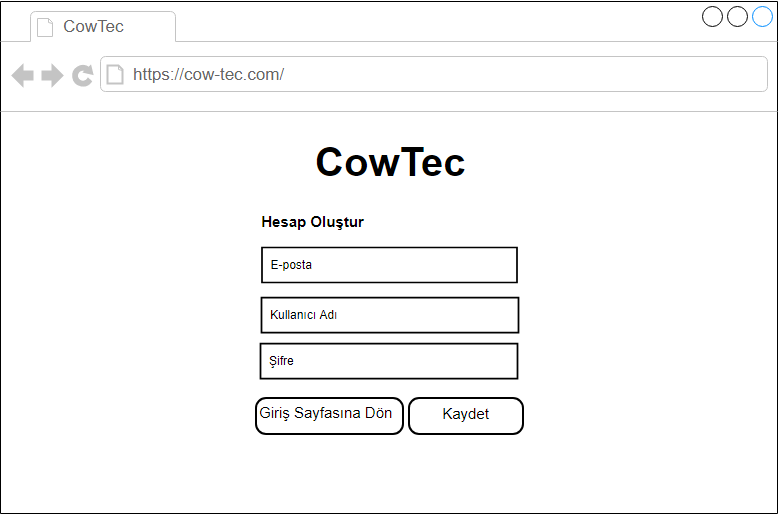 CowTec
https://cow-tec.com/
CowTec
Hesap Oluştur
E-posta
Kullanıcı Adı
Şifre
Giriş Sayfasına Dön
Kaydet